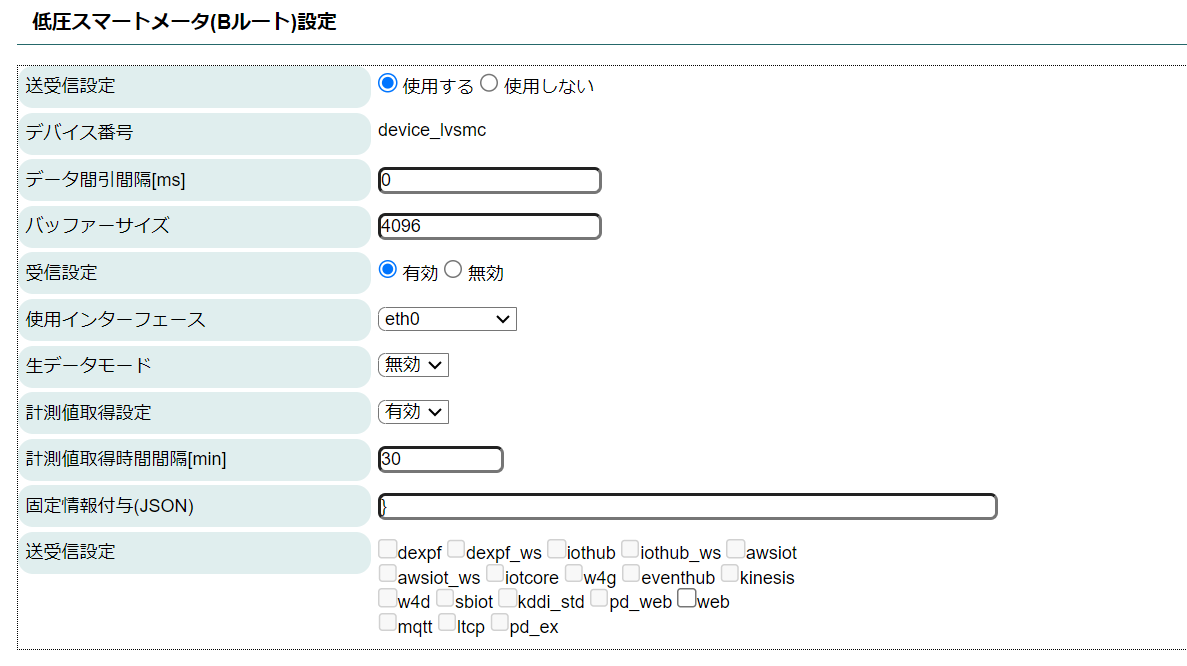 低圧スマートメータ(Bルート)設定
送受信設定 使用する 使用しない
デバイス番号 device_lvsmc
データ間引間隔[ms] 0
バッファーサイズ 4096
受信設定 有効 無効
使用インターフェース eth0
生データモード 無効
計測値取得設定 有効
計測値取得時間間隔[min] 30
固定情報付与(JSON) }
送受信設定 dexpf dexpf_ws iothub iothub_ws awsiot
awsiot_ws iotcore w4g eventhub kinesis
w4d sbiot kddi_std pd_web web
mqtt ltcp pd_ex